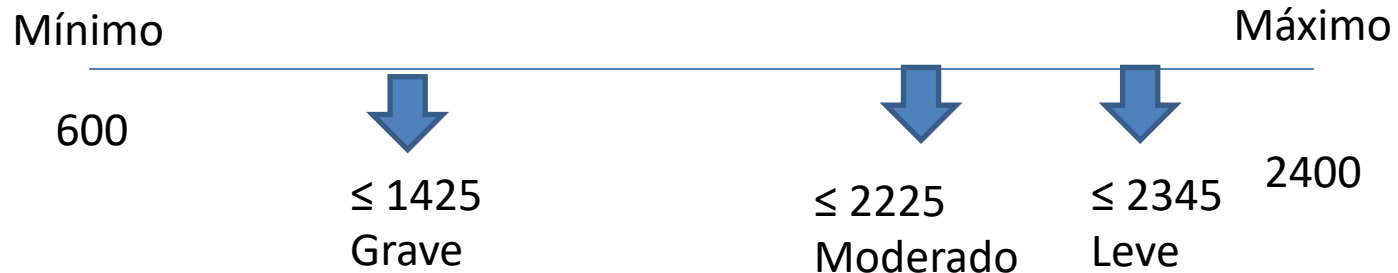 Mínimo
Máximo
600
2400
≤ 1425
Grave
≤ 2225
Moderado
≤ 2345
Leve